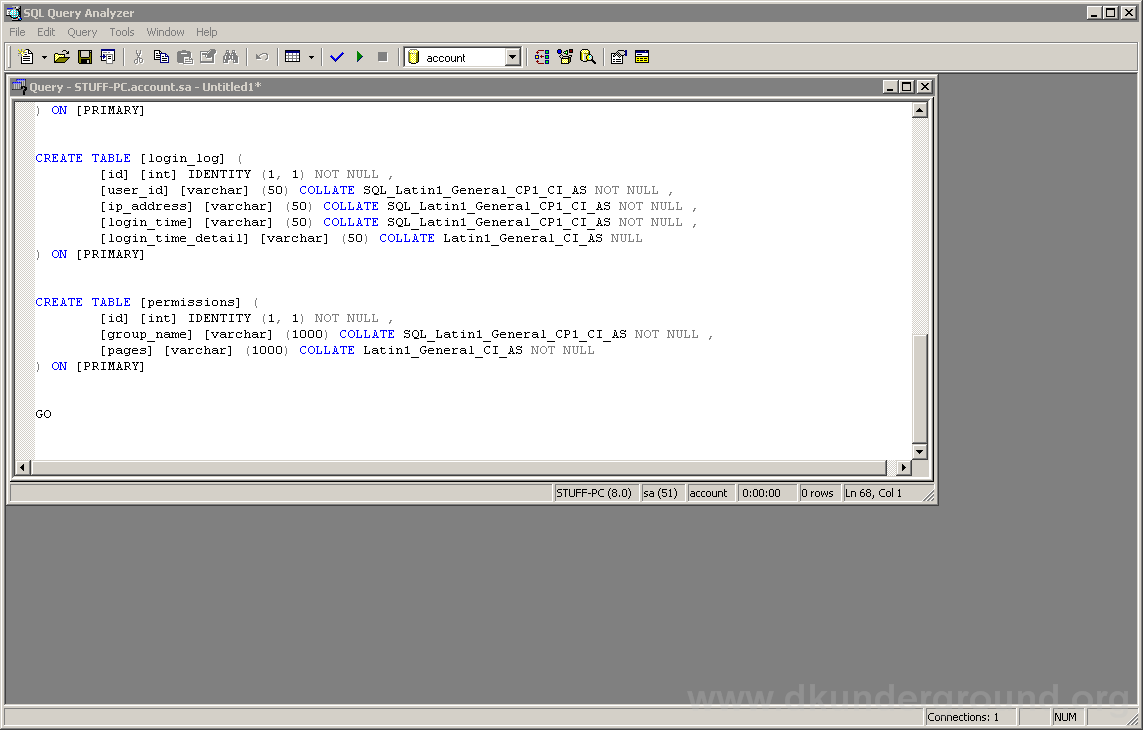 SQL Query Analyzer
File Edit Query Tools Window Help
account
Query - STUFF-PC.account.sa - Untitled1*
) ON [PRIMARY]
CREATE TABLE [login_log] (
[id] [int] IDENTITY (1, 1) NOT NULL ,
[user_id] [varchar] (50) COLLATE SQL_Latin1_General_CP1_CI_AS NOT NULL ,
[ip_address] [varchar] (50) COLLATE SQL_Latin1_General_CP1_CI_AS NOT NULL ,
[login_time] [varchar] (50) COLLATE SQL_Latin1_General_CP1_CI_AS NOT NULL ,
[login_time_detail] [varchar] (50) COLLATE Latin1_General_CI_AS NULL
) ON [PRIMARY]
CREATE TABLE [permissions] (
[id] [int] IDENTITY (1, 1) NOT NULL ,
[group_name] [varchar] (1000) COLLATE SQL_Latin1_General_CP1_CI_AS NOT NULL ,
[pages] [varchar] (1000) COLLATE Latin1_General_CI_AS NOT NULL
) ON [PRIMARY]
GO
STUFF-PC (8.0) sa (51) account 0:00:00 0 rows Ln 68, Col 1
www.dkunderground.org
Connections: 1 NUM